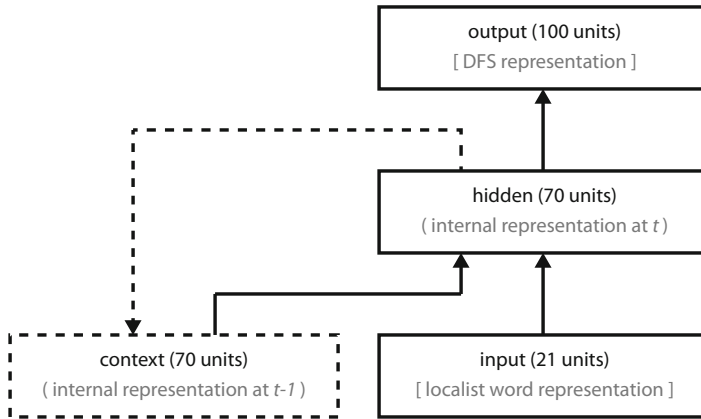 output (100 units)
[ DFS representation ]
hidden (70 units)
( internal representation at t )
context (70 units)
( internal representation at t-1 )
input (21 units)
[ localist word representation ]